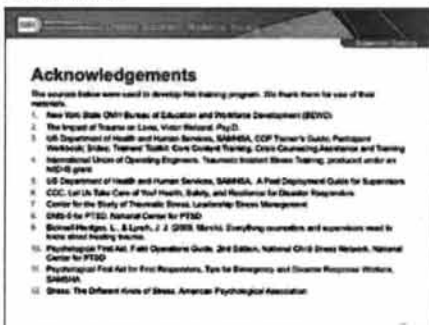 Acknowledgements
The sources below were used to develop this training program. We thank them for use of their
materials.
1. New York State OMH Bureau of Education and Workforce Development (BEWD)
2. The Impact of Trauma on Lives, Victor Welzant, Psy.D.
3. US Department of Health and Human Services, SAMHSA, CCP Trainer's Guide; Participant
Workbook; Slides; Trainers' Toolkit: Core Content Training, Crisis Counseling Assistance and Training
4. International Union of Operating Engineers. Traumatic Incident Stress Training, produced under an
NIEHS grant
5. US Department of Health and Human Services, SAMHSA. A Post Deployment Guide for Supervisors
6. CDC. Let Us Take Care of You! Health, Safety, and Resilience for Disaster Responders
7. Center for the Study of Traumatic Stress, Leadership Stress Management
8. for PTSD, National Center for PTSD
9. L. & Lynch, J. J. (2009, March). Everything counselors and supervisors need to
know about treating trauma.
10. Psychological First Aid, Field Operations Guide, 2nd Edition, National Child Stress Network, National
Center for PTSD
11. Psychological First Aid for First Responders, Tips for Emergency and Disaster Response Workers,
SAMHSA
12. Stress: The Different Kinds of Stress. American Psychological Association